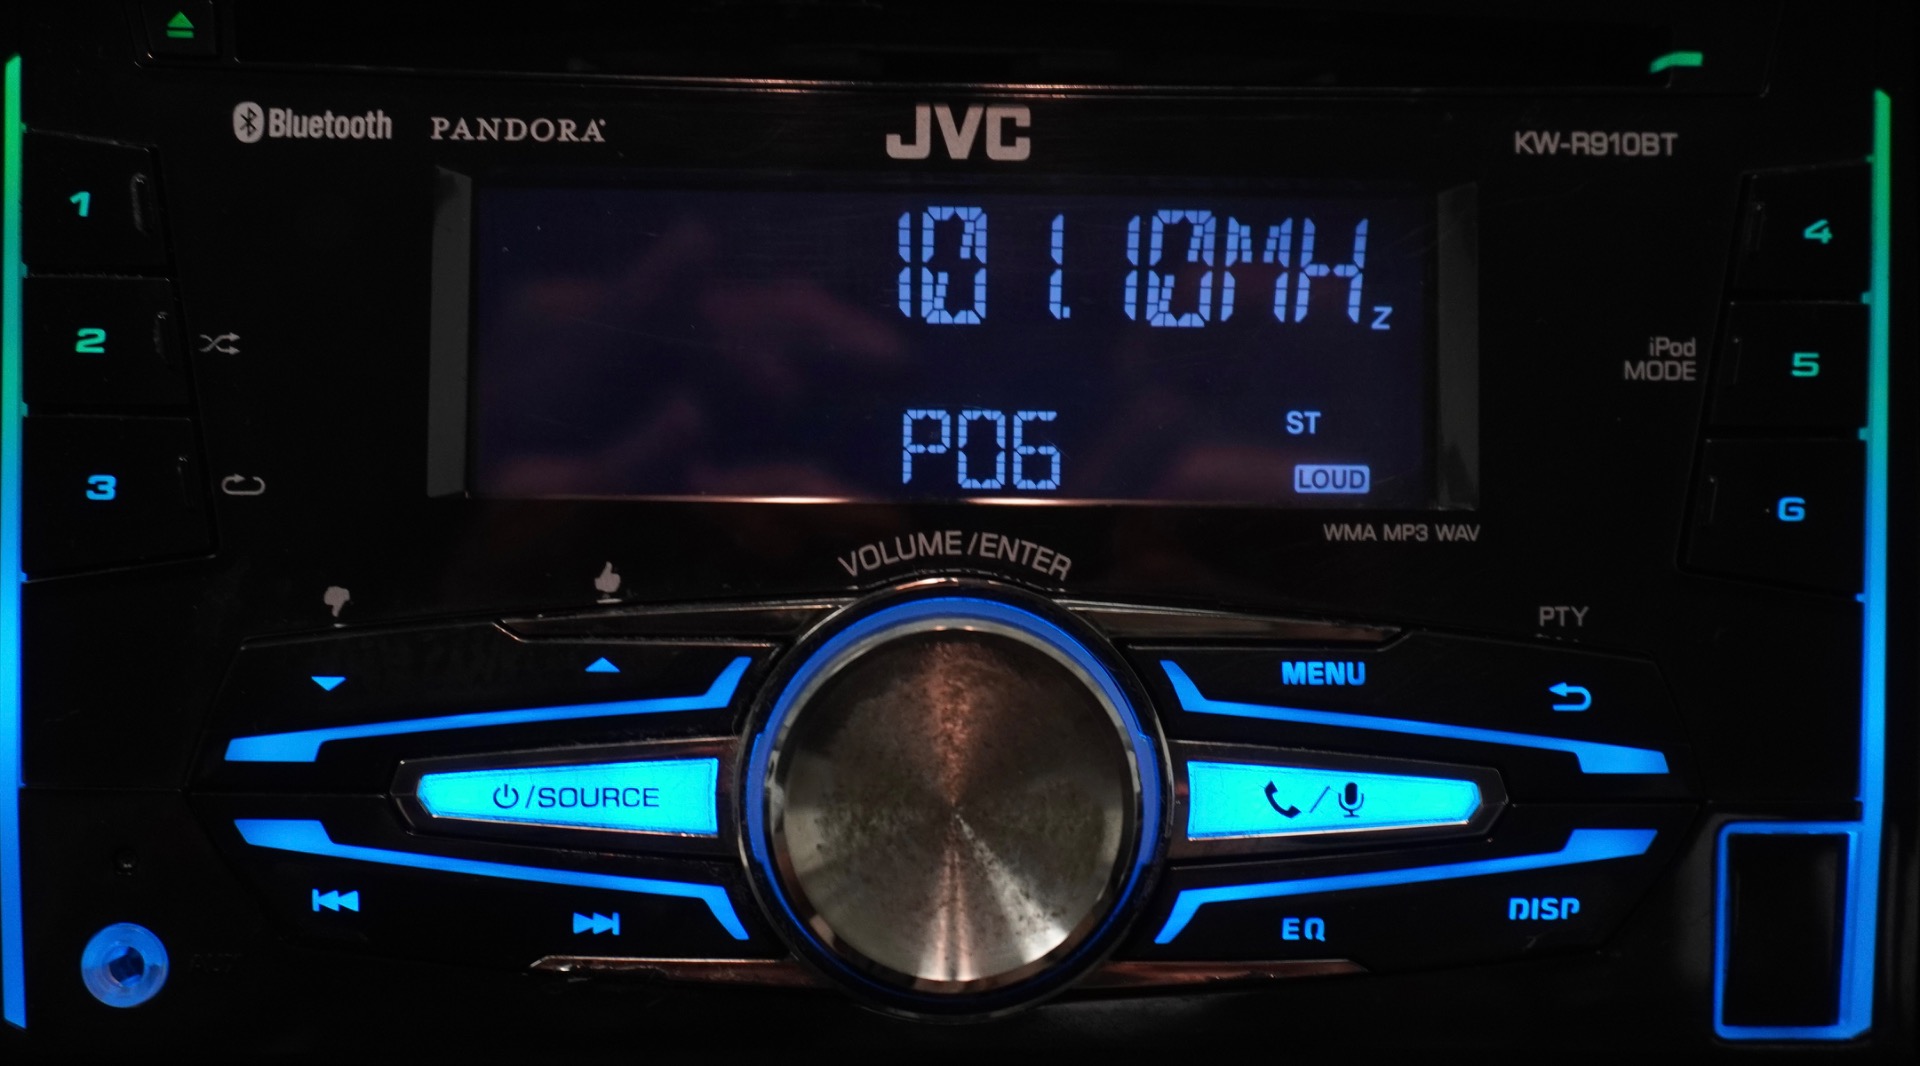 Bluetooth PANDORA JVC KW-R910BT
101.10MHz
P06 ST
LOUD
WMA MP3 WAV
1
2
3
4
iPod
MODE
5
6
VOLUME/ENTER
PTY
MENU
/SOURCE
/
EQ
DISP